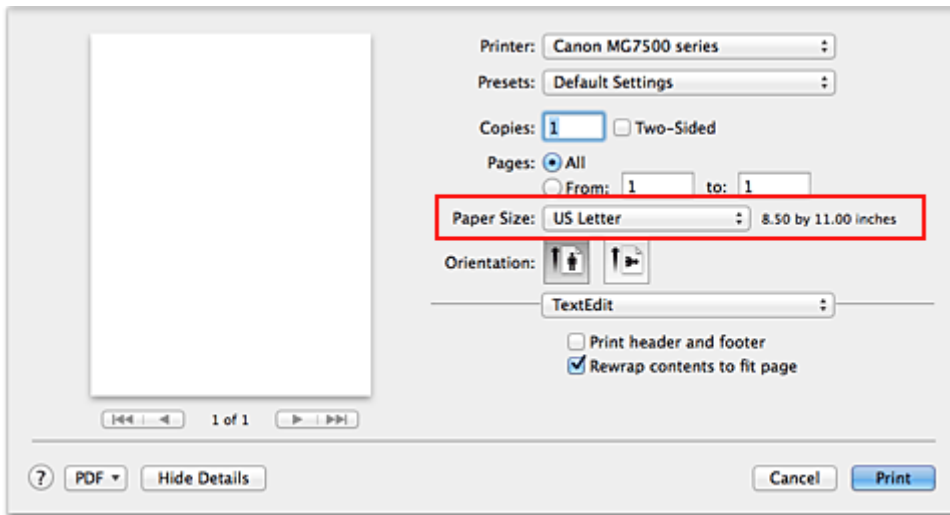 Printer: Canon MG7500 series
Presets: Default Settings
Copies: 1 Two-Sided
Pages: All
From: 1 to: 1
Paper Size: US Letter 8.50 by 11.00 inches
Orientation:
TextEdit
Print header and footer
Rewrap contents to fit page
1 of 1
? PDF Hide Details Cancel Print